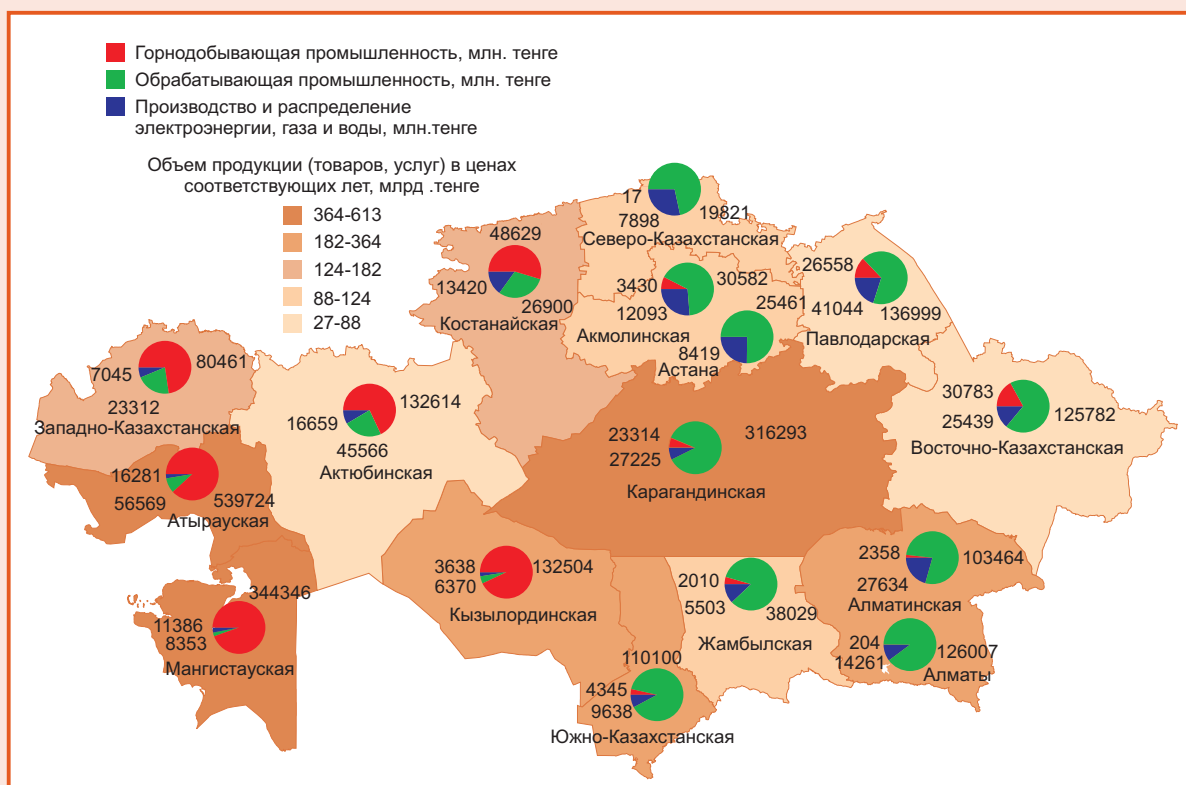 Горнодобывающая промышленность, млн. тенге
Обрабатывающая промышленность, млн. тенге
Производство и распределение
электроэнергии, газа и воды, млн.тенге
Объем продукции (товаров, услуг) в ценах
соответствующих лет, млрд .тенге
364-613
182-364
124-182
88-124
27-88
17
7898
19821
Северо-Казахстанская
48629
13420
26900
Костанайская
3430
30582
12093
Акмолинская
25461
8419
Астана
26558
41044
136999
Павлодарская
80461
7045
23312
Западно-Казахстанская
132614
16659
45566
Актюбинская
30783
25439
125782
Восточно-Казахстанская
23314
316293
27225
Карагандинская
16281
56569
539724
Атырауская
3638
132504
6370
Кызылординская
2358
103464
27634
Алматинская
2010
5503
38029
Жамбылская
344346
11386
8353
Мангистауская
204
126007
14261
Алматы
110100
4345
9638
Южно-Казахстанская